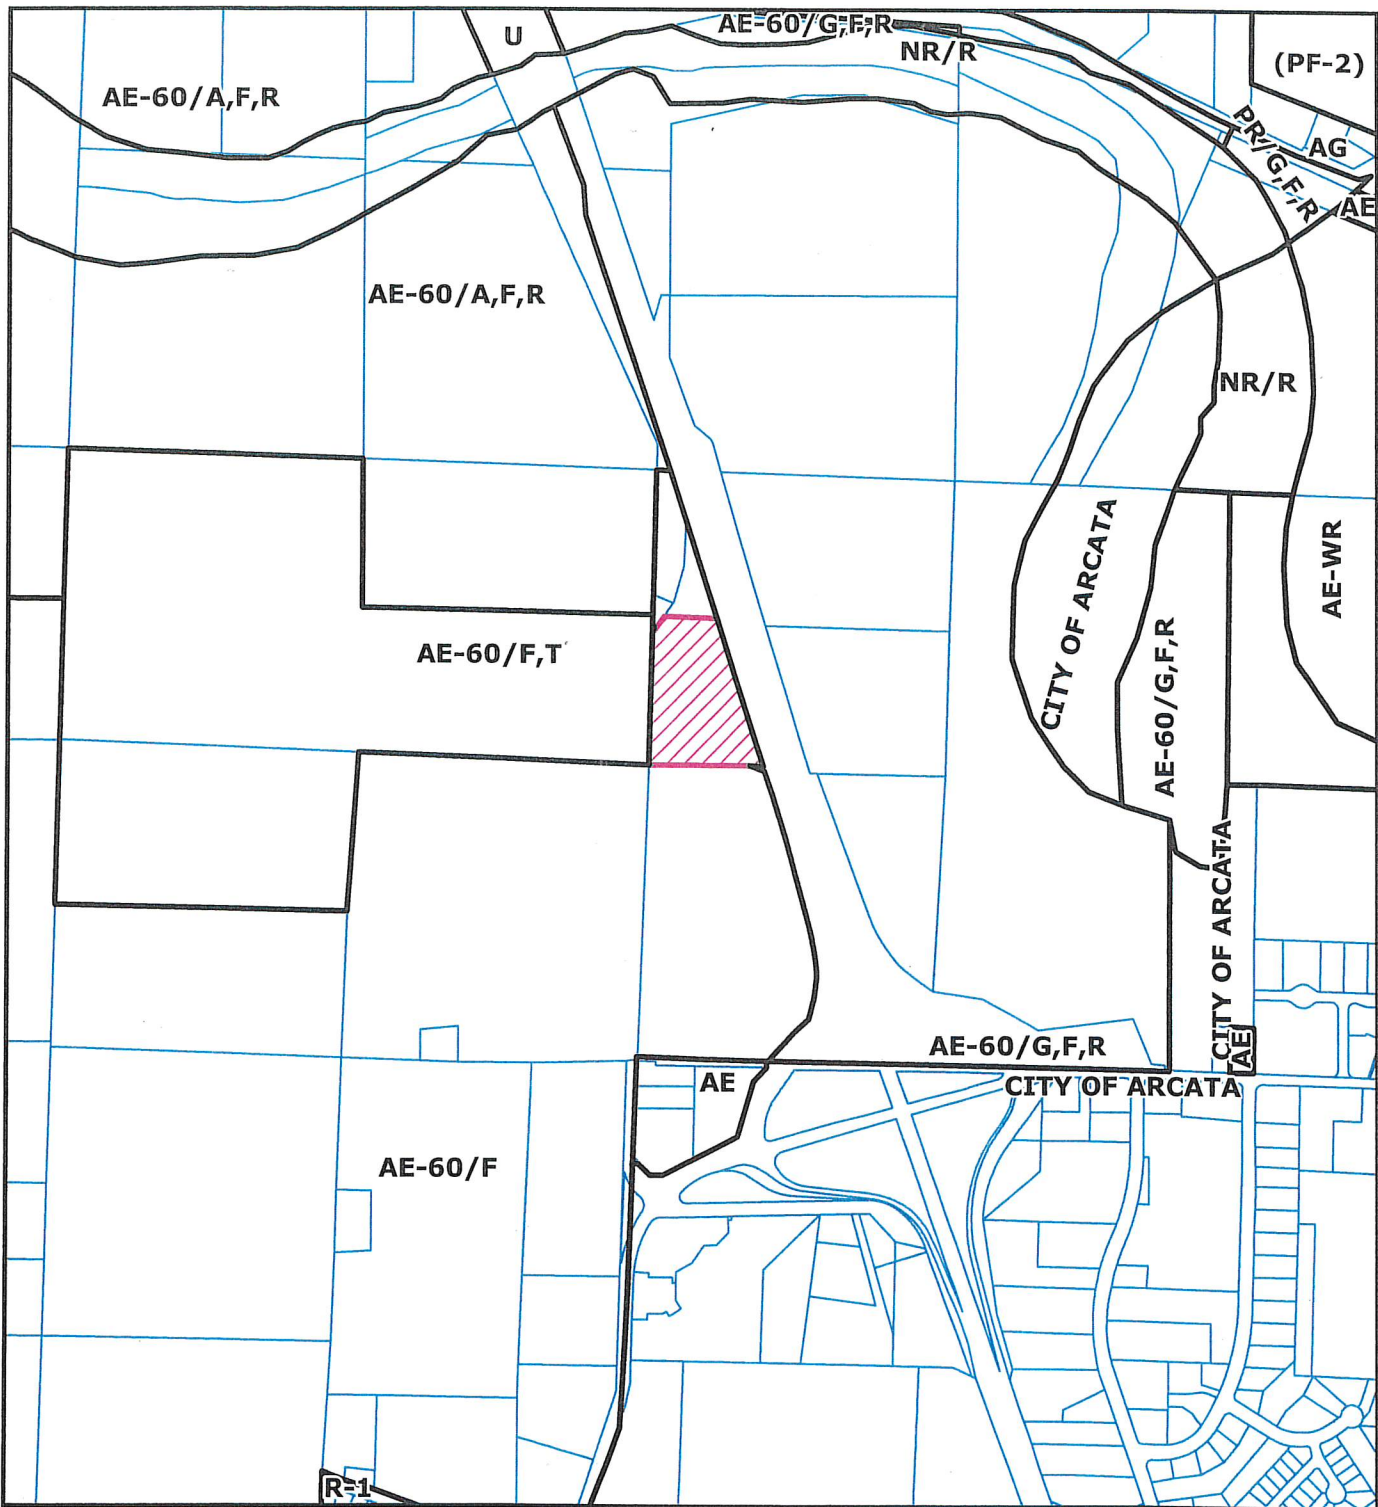 U
AE-60/G,F,R
NR/R
(PF-2)
AE-60/A,F,R
PR/G,F,R
AG
AE
AE-60/A,F,R
NR/R
CITY OF ARCATA
AE-WR
AE-60/F,T
AE-60/G,F,R
CITY OF ARCATA
AE-60/G,F,R
AE
AE
CITY OF ARCATA
AE-60/F
R-1